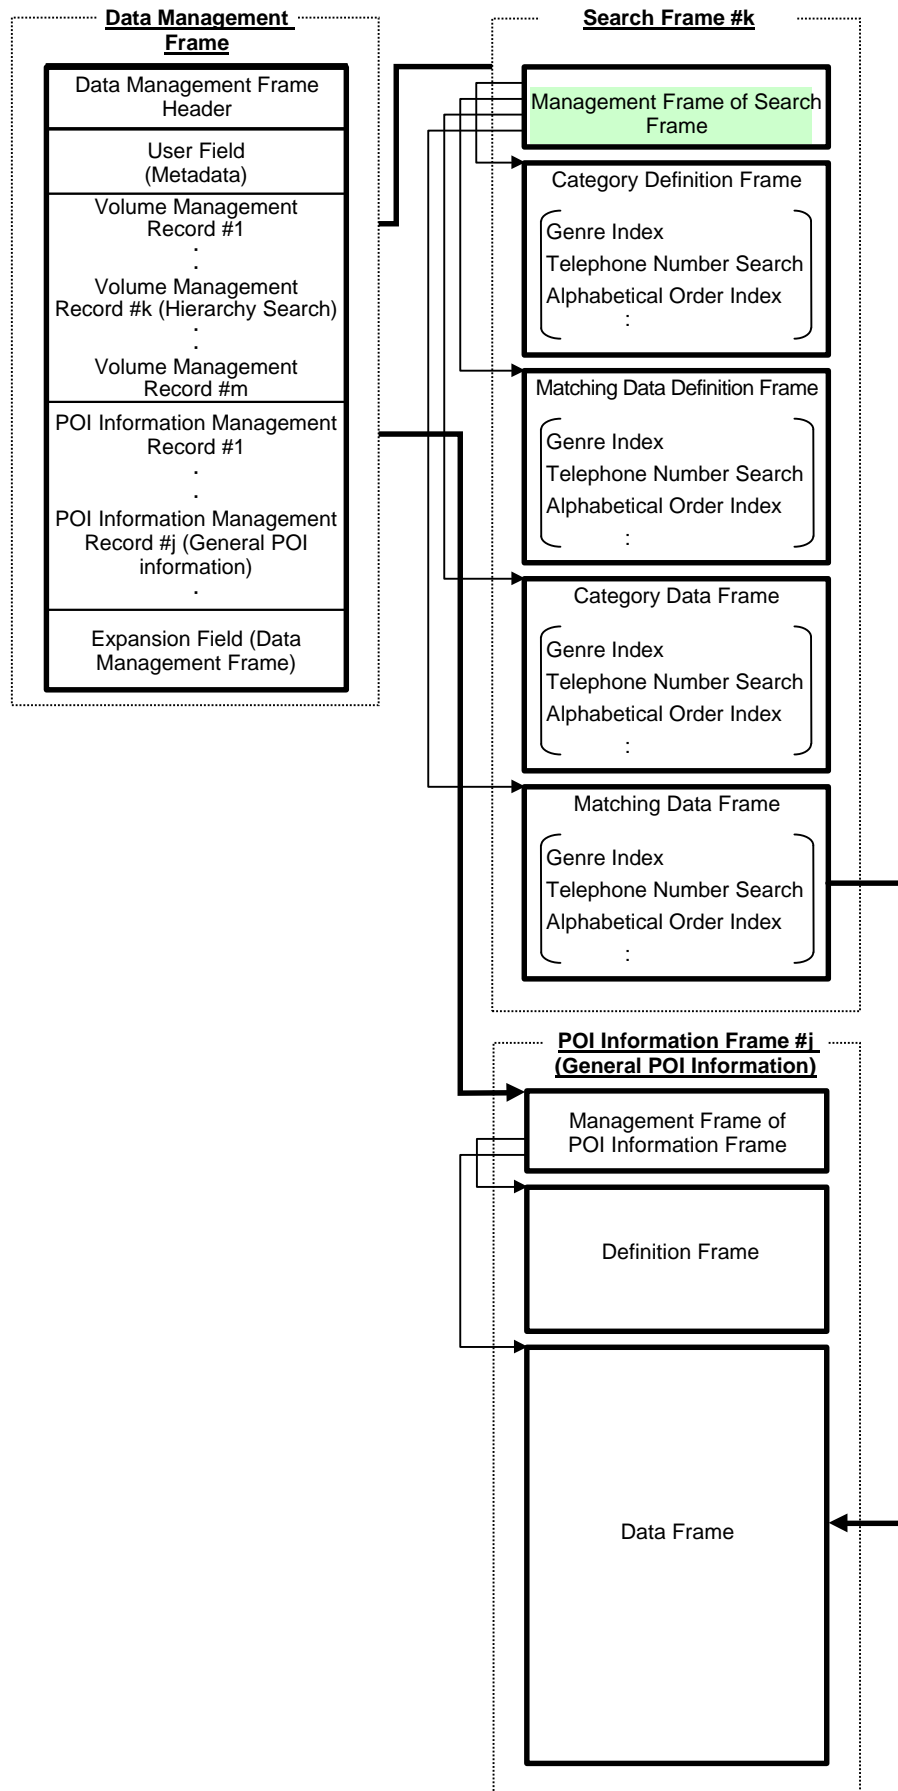 Data Management
Frame
Data Management Frame
Header
User Field
(Metadata)
Volume Management
Record #1
.
.
Volume Management
Record #k (Hierarchy Search)
.
.
Volume Management
Record #m
POI Information Management
Record #1
.
.
POI Information Management
Record #j (General POI
information)
.
Expansion Field (Data
Management Frame)
Search Frame #k
Management Frame of Search
Frame
Category Definition Frame
Genre Index
Telephone Number Search
Alphabetical Order Index
:
Matching Data Definition Frame
Genre Index
Telephone Number Search
Alphabetical Order Index
:
Category Data Frame
Genre Index
Telephone Number Search
Alphabetical Order Index
:
Matching Data Frame
Genre Index
Telephone Number Search
Alphabetical Order Index
:
POI Information Frame #j
(General POI Information)
Management Frame of
POI Information Frame
Definition Frame
Data Frame